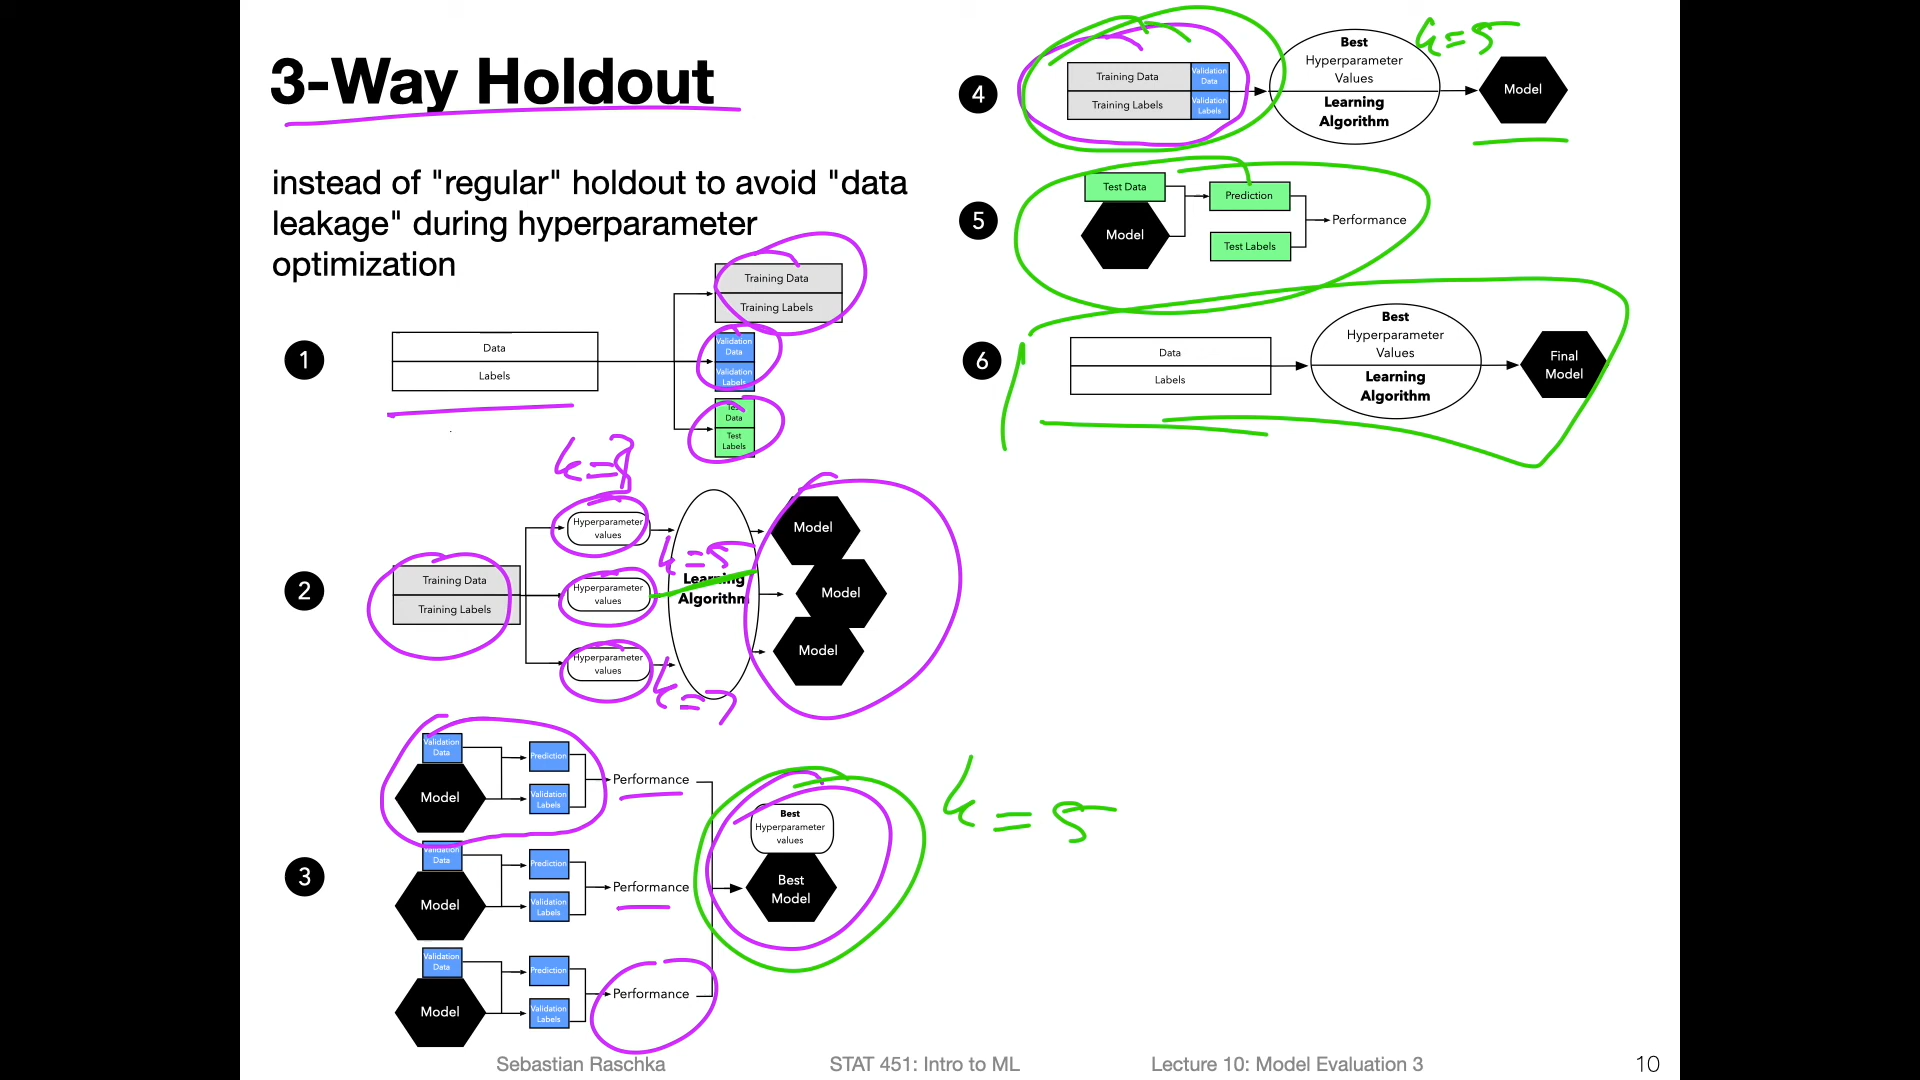 3-Way Holdout
instead of "regular" holdout to avoid "data
leakage" during hyperparameter
optimization
1
Data
Labels
Training Data
Training Labels
Validation
Data
Validation
Labels
Test
Data
Test
Labels
2
Training Data
Training Labels
Hyperparameter
values
k=5
Hyperparameter
values
Hyperparameter
values
k=7
Learning
Algorithm
Model
Model
Model
3
Validation
Data
Model
Prediction
Validation
Labels
Performance
Validation
Data
Model
Prediction
Validation
Labels
Performance
Validation
Data
Model
Prediction
Validation
Labels
Performance
Best
Hyperparameter
values
Best
Model
k=5
4
Training Data
Training Labels
Validation
Data
Validation
Labels
Best
Hyperparameter
Values
Learning
Algorithm
k=5
Model
5
Test Data
Model
Prediction
Test Labels
Performance
6
Data
Labels
Best
Hyperparameter
Values
Learning
Algorithm
Final
Model
Sebastian Raschka
STAT 451: Intro to ML
Lecture 10: Model Evaluation 3
10